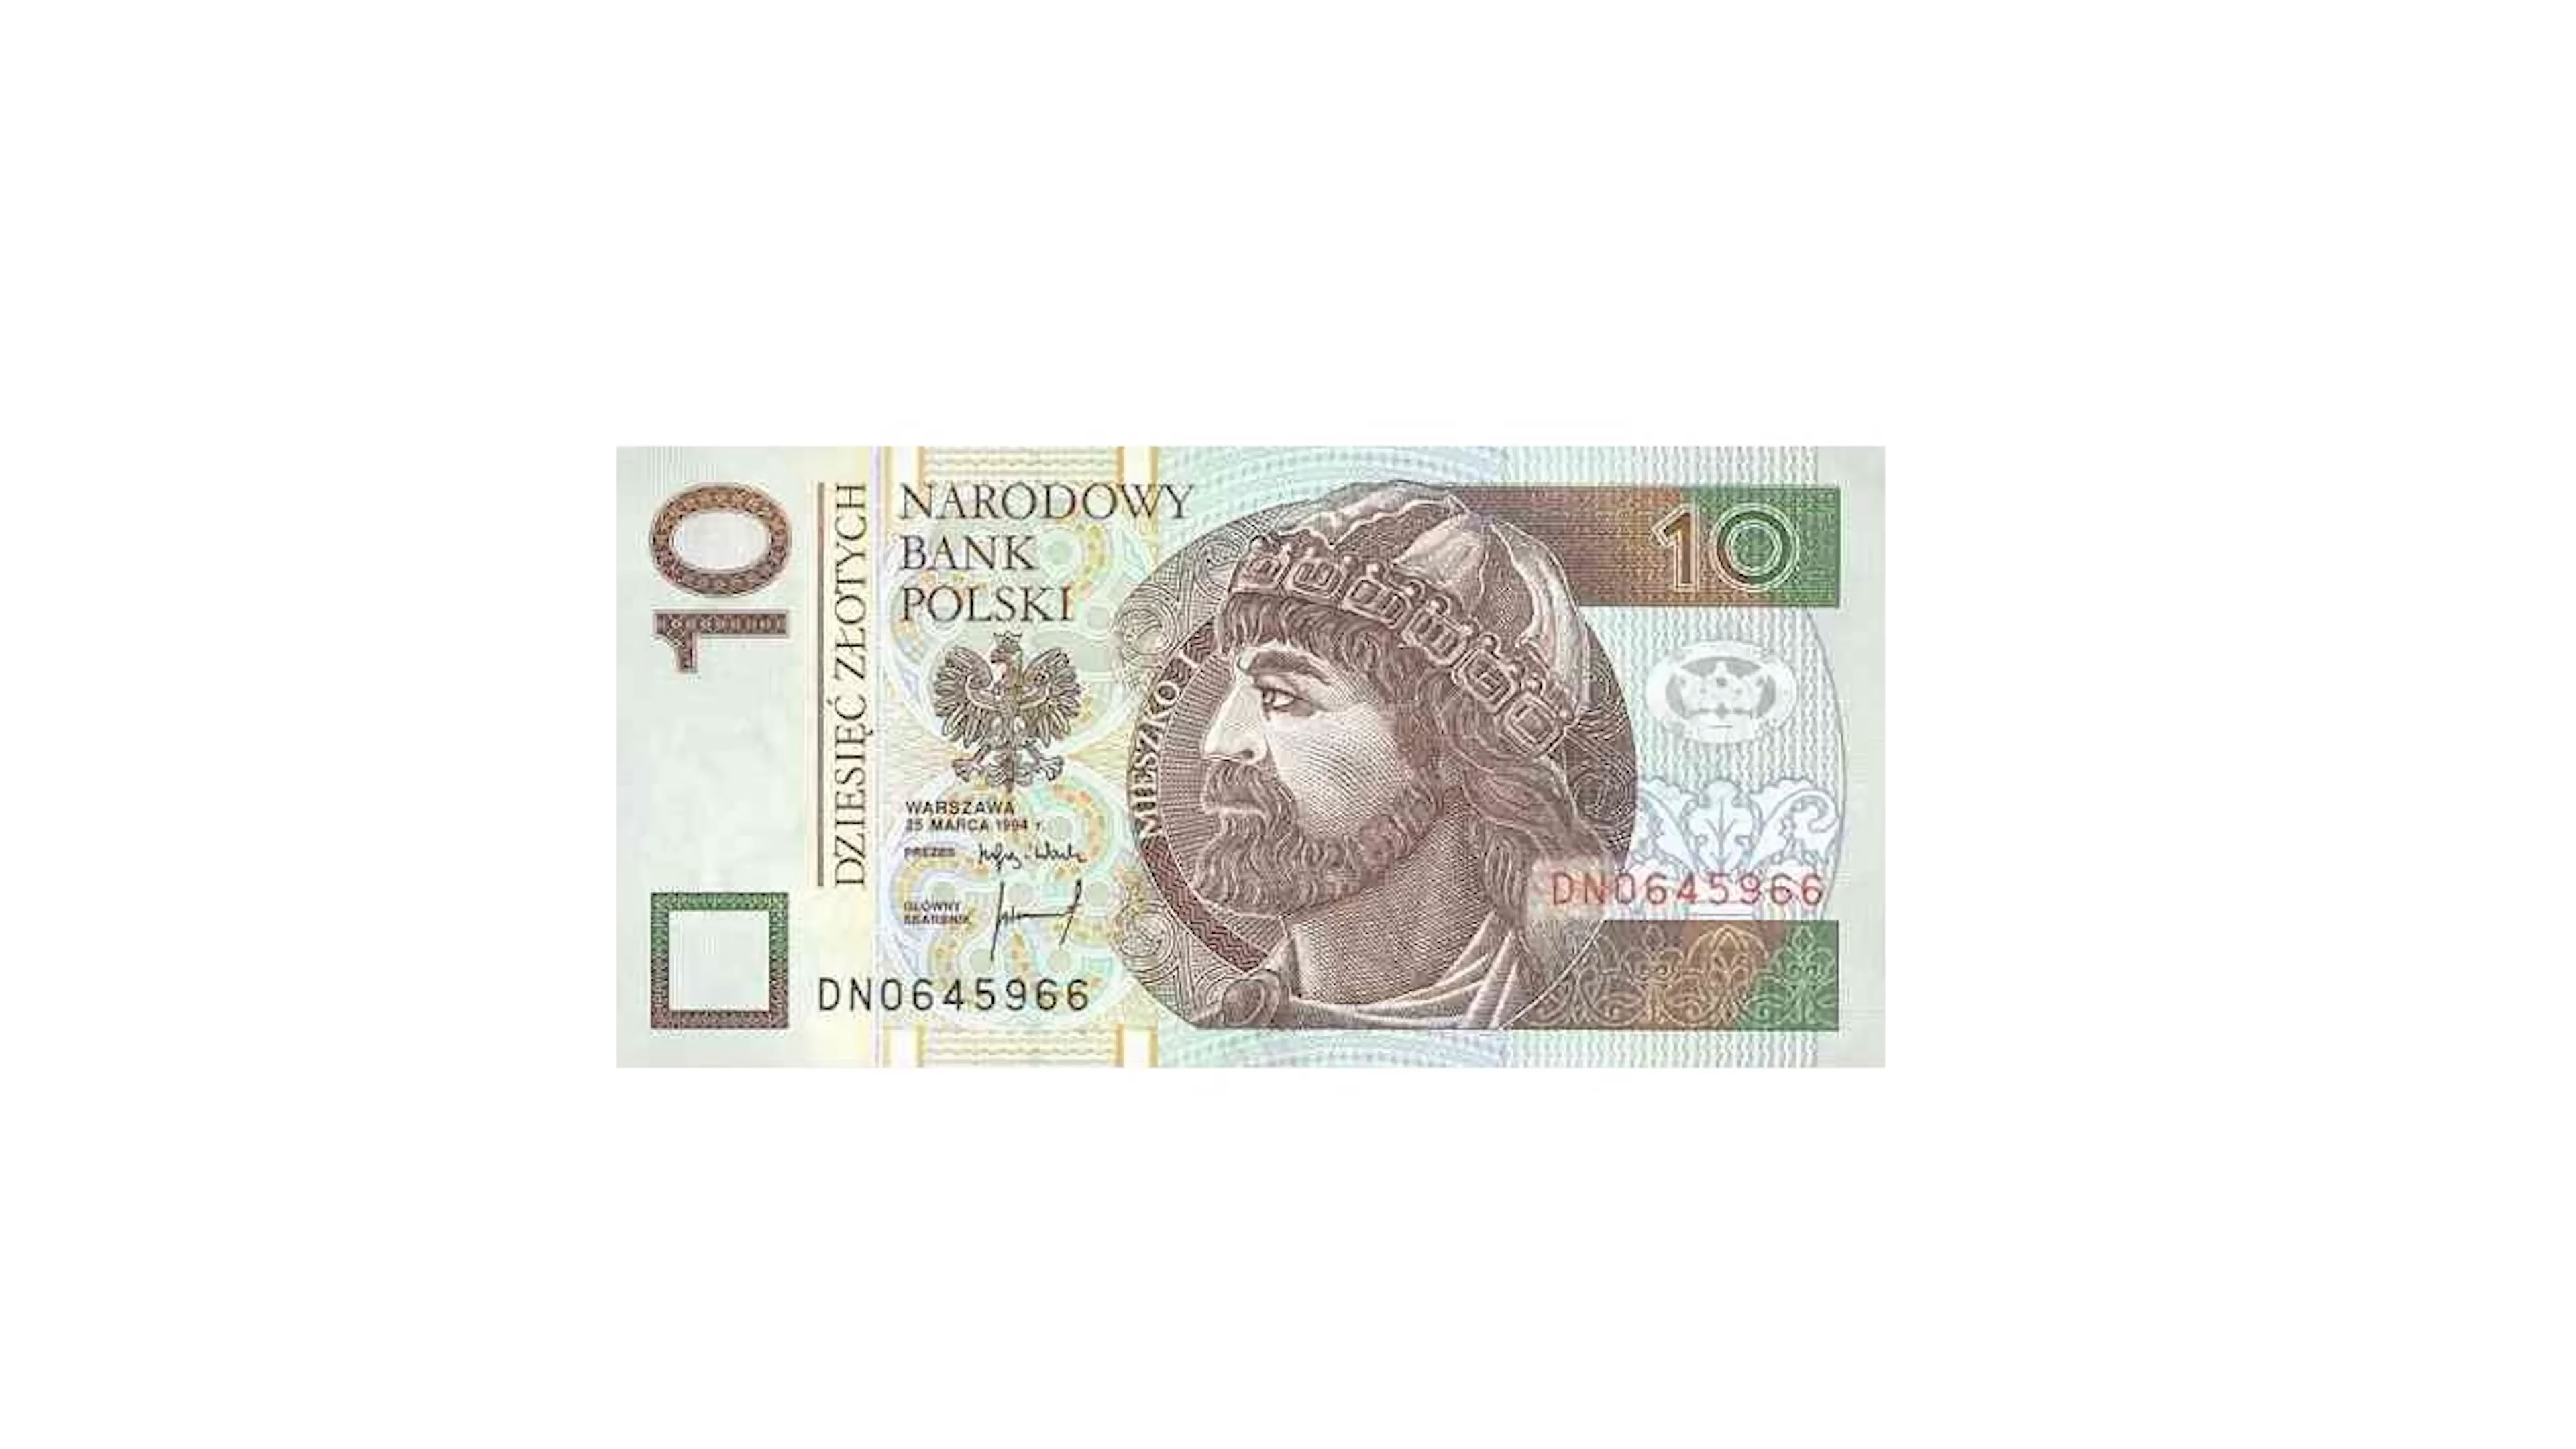 10
DZIESIĘĆ ZŁOTYCH
NARODOWY
BANK
POLSKI
WARSZAWA
25 MARCA 1994 r.
PREZES
GŁÓWNY
SKARBNIK
DN0645966
MIESZKO I
10
DN0645966